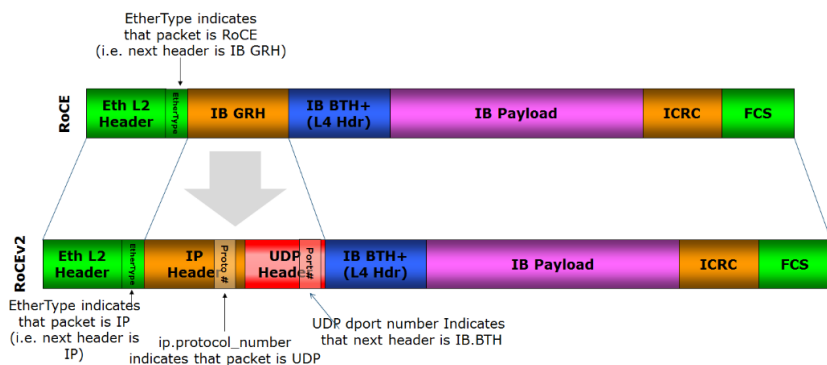 EtherType indicates
that packet is RoCE
(i.e. next header is IB GRH)
RoCE
Eth L2
Header
EtherType
IB GRH
IB BTH+
(L4 Hdr)
IB Payload
ICRC
FCS
RoCEv2
Eth L2
Header
EtherType
IP
Header
Proto #
UDP
Header
Port#
IB BTH+
(L4 Hdr)
IB Payload
ICRC
FCS
EtherType indicates
that packet is IP
(i.e. next header is
IP)
ip.protocol_number
indicates that packet is UDP
UDP dport number Indicates
that next header is IB.BTH